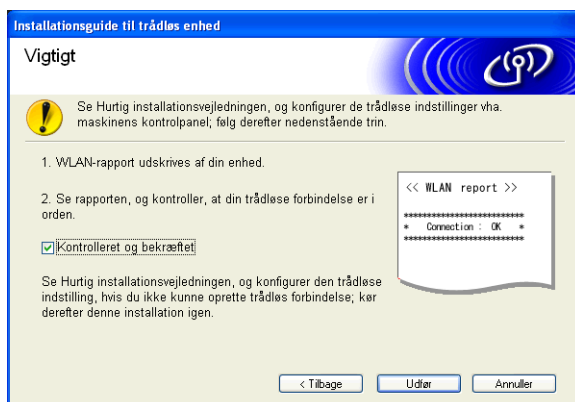 Installationsguide til trådløs enhed
Vigtigt
Se Hurtig installationsvejledningen, og konfigurer de trådløse indstillinger vha.
maskinens kontrolpanel; følg derefter nedenstående trin.
1. WLAN-rapport udskrives af din enhed.
2. Se rapporten, og kontroller, at din trådløse forbindelse er i
orden.
Kontrolleret og bekræftet
Se Hurtig installationsvejledningen, og konfigurer den trådløse
indstilling, hvis du ikke kunne oprette trådløs forbindelse; kør
derefter denne installation igen.
<< WLAN report >>
*************************
* Connection : OK *
*************************
< Tilbage
Udfør
Annuller